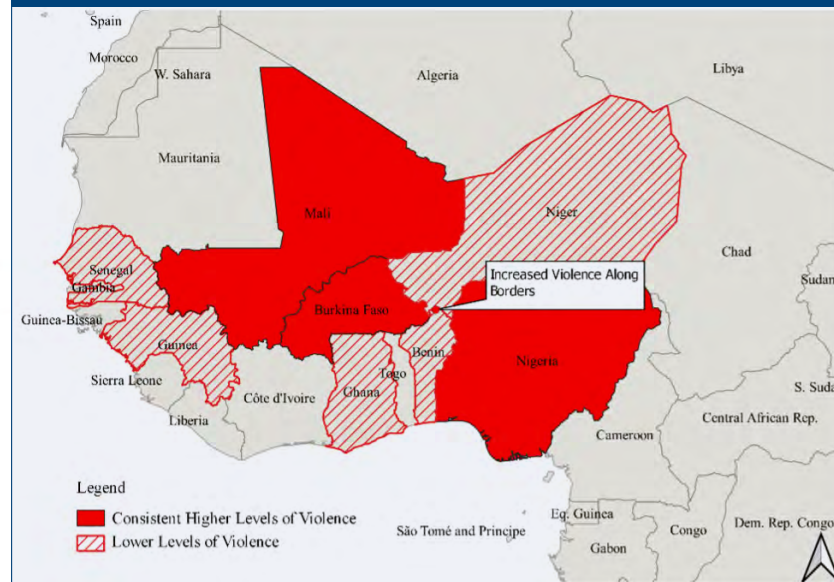 Spain
Morocco
W. Sahara
Algeria
Libya
Mauritania
Mali
Niger
Chad
Sudan
Senegal
Gambia
Guinea-Bissau
Guinea
Sierra Leone
Liberia
Côte d'Ivoire
Burkina Faso
Ghana
Togo
Benin
Increased Violence Along
Borders
Nigeria
Cameroon
Central African Rep.
S. Suda
Eq. Guinea
Gabon
Congo
Dem. Rep. Congo
São Tomé and Principe
Legend
Consistent Higher Levels of Violence
Lower Levels of Violence